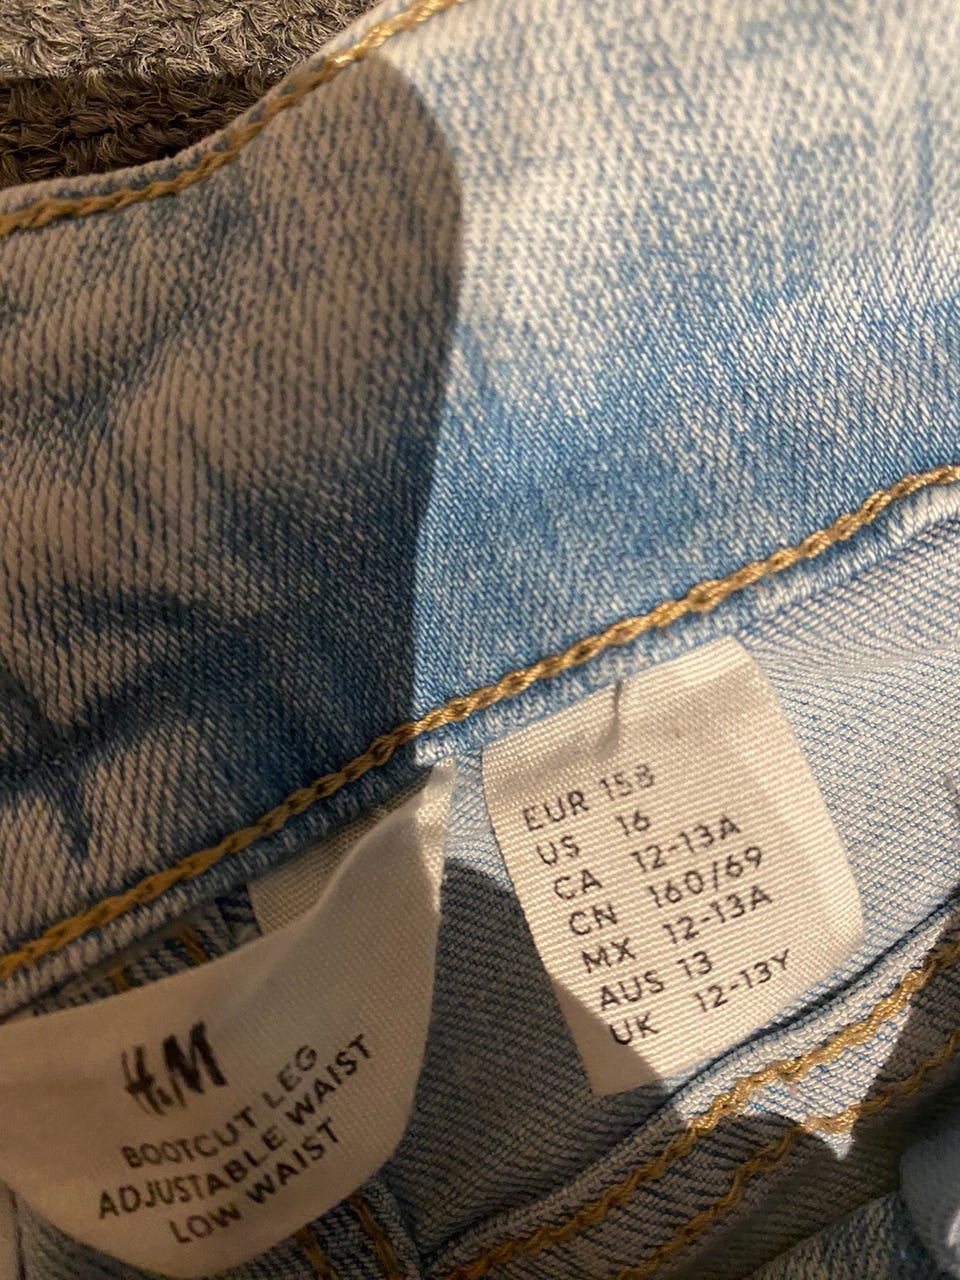 H&M
BOOTCUT LEG
ADJUSTABLE WAIST
LOW WAIST
EUR 158
US 16
CA 12-13A
CN 160/69
MX 12-13A
AUS 13
UK 12-13Y